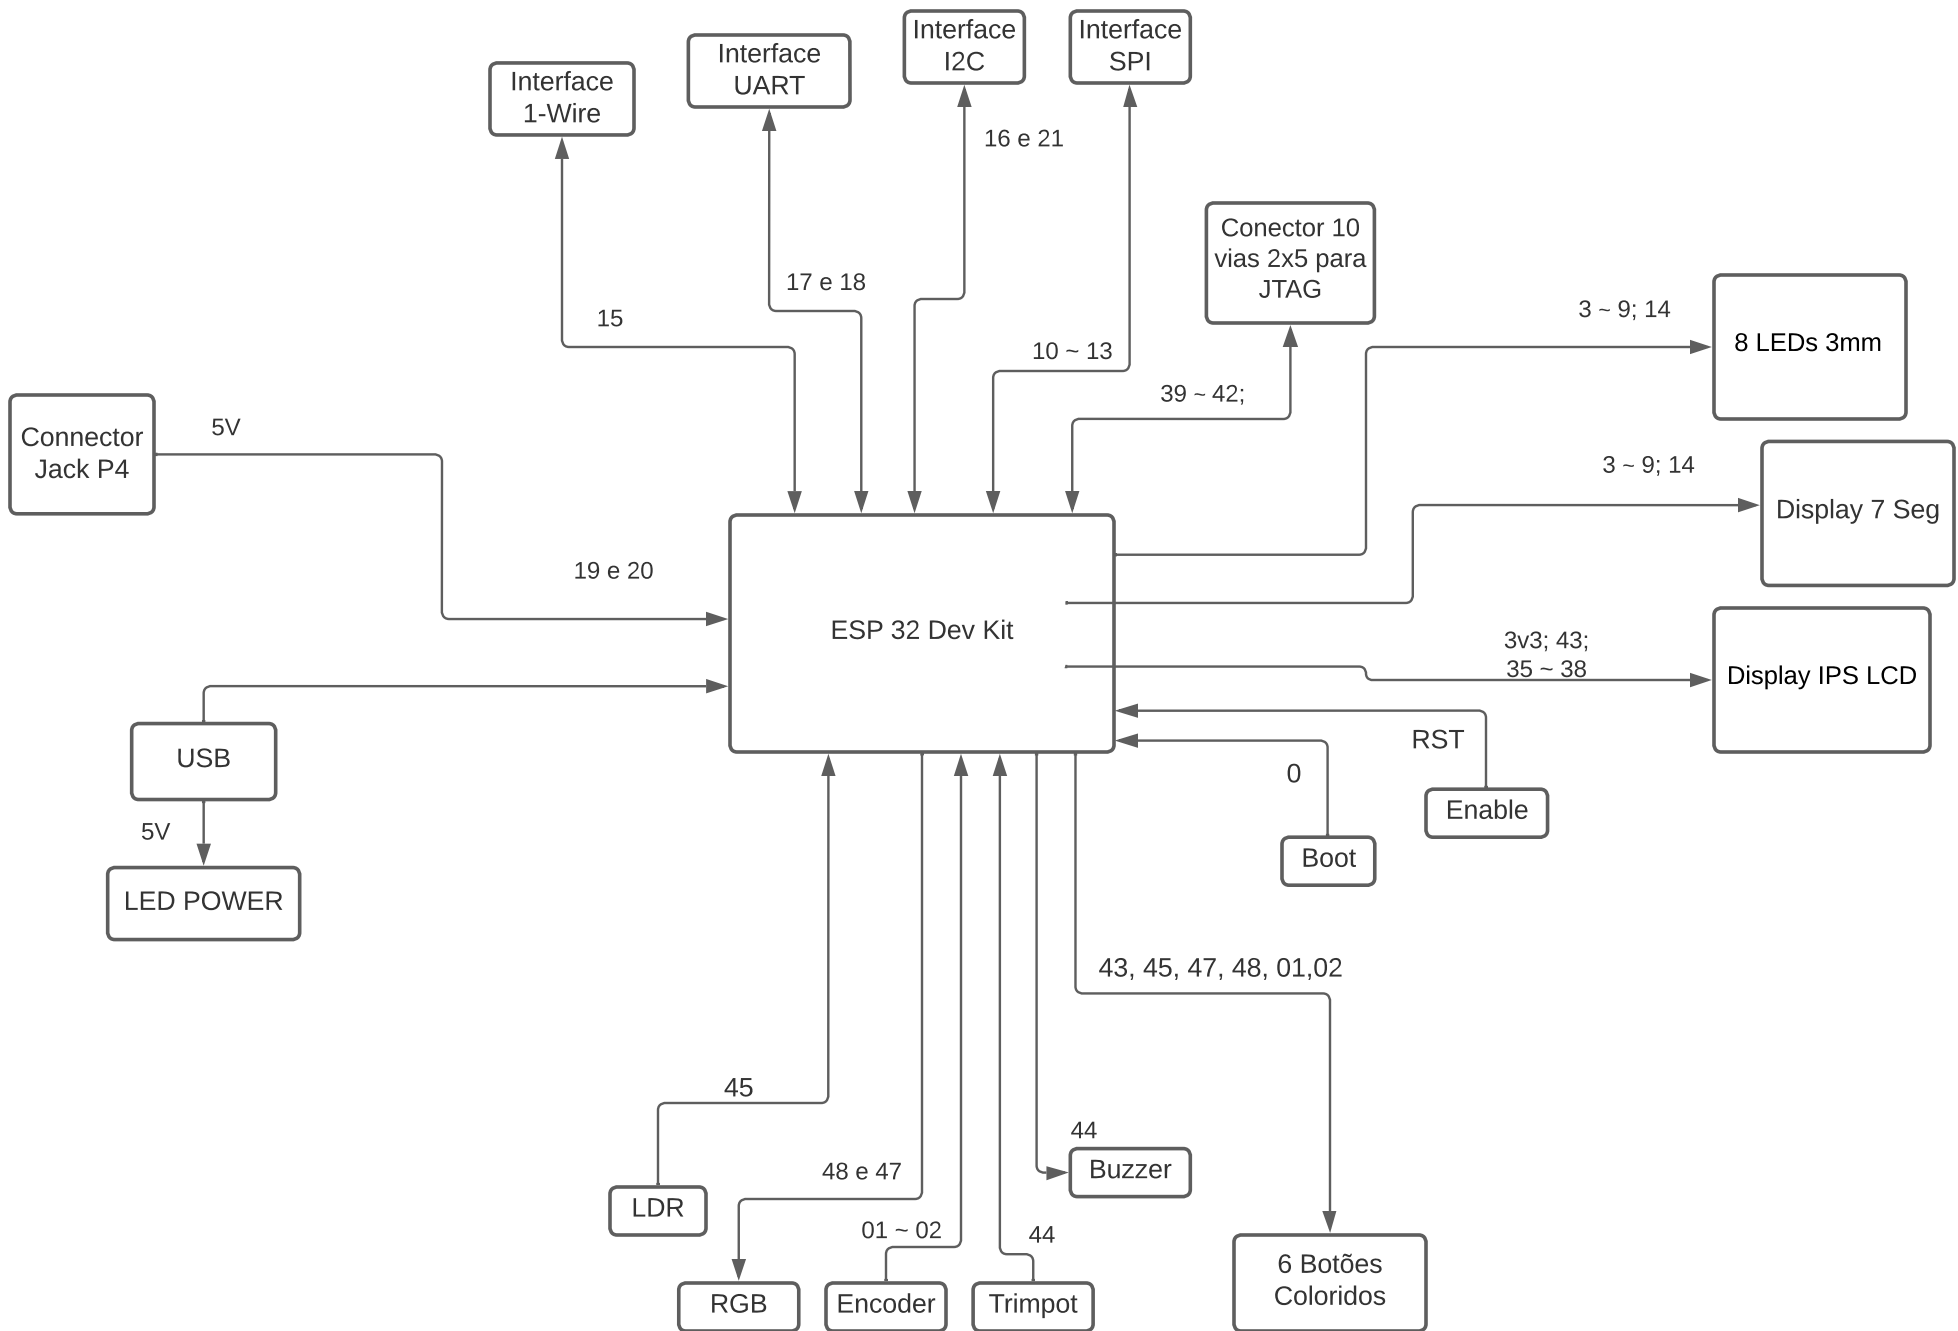 Interface
I2C
Interface
SPI
Interface
UART
Interface
1-Wire
16 e 21
Conector 10
vias 2x5 para
JTAG
17 e 18
15
10 ~ 13
39 ~ 42;
3 ~ 9; 14
8 LEDs 3mm
Connector
Jack P4
5V
3 ~ 9; 14
Display 7 Seg
19 e 20
ESP 32 Dev Kit
3v3; 43;
35 ~ 38
Display IPS LCD
RST
0
Enable
Boot
USB
5V
LED POWER
43, 45, 47, 48, 01,02
45
LDR
48 e 47
44
Buzzer
01 ~ 02
44
RGB
Encoder
Trimpot
6 Botões
Coloridos